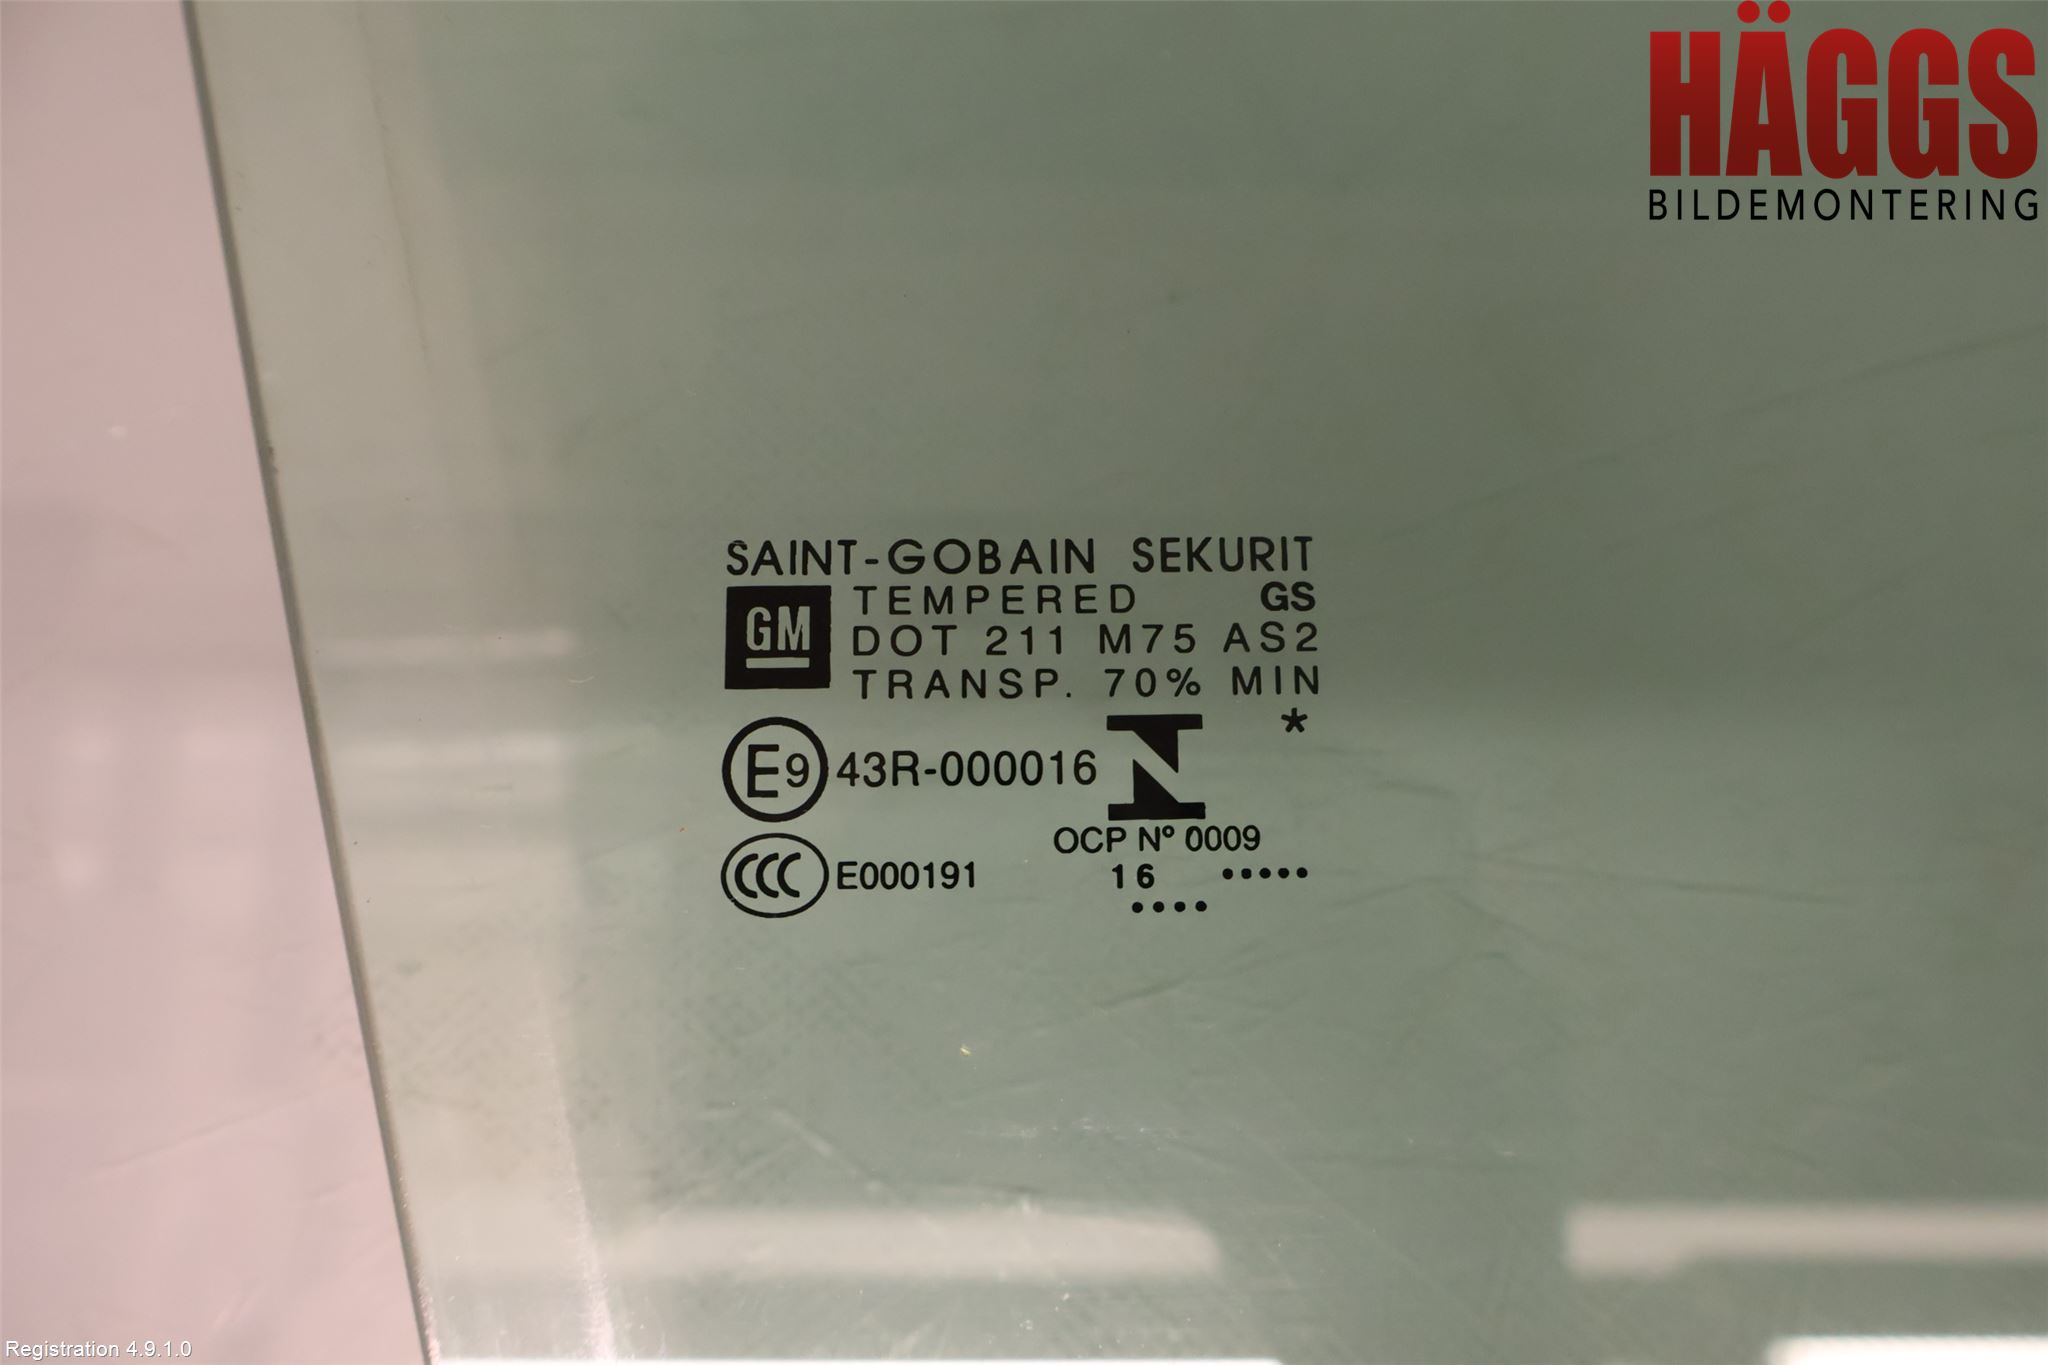 HÄGGS
BILDEMONTERING
SAINT-GOBAIN SEKURIT
GM
TEMPERED GS
DOT 211 M75 AS2
TRANSP. 70% MIN
E9 43R-000016 N *
OCP Nº 0009
CCC E000191
16 •••••
••••
Registration 4.9.1.0